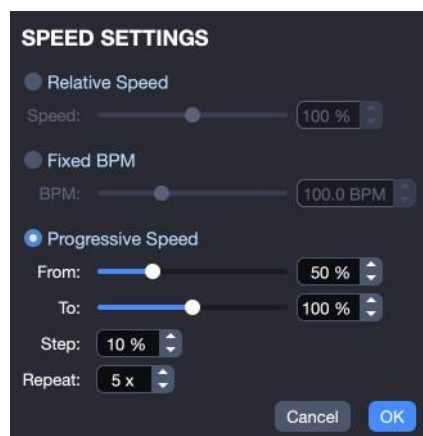 SPEED SETTINGS
Relative Speed
Speed: 100 %
Fixed BPM
BPM: 100.0 BPM
Progressive Speed
From: 50 %
To: 100 %
Step: 10 %
Repeat: 5 x
Cancel OK